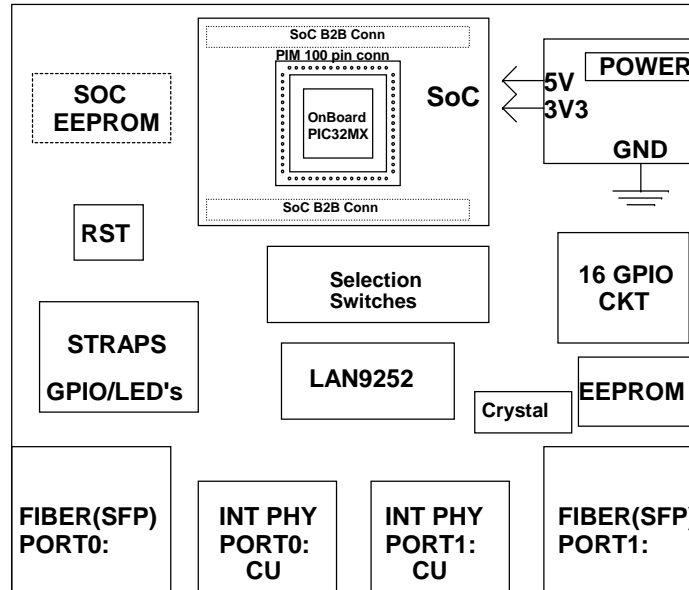 SoC B2B Conn
PIM 100 pin conn
SOC
EEPROM
OnBoard
PIC32MX
SoC
5V
3V3
POWER
GND
SoC B2B Conn
RST
Selection
Switches
16 GPIO
CKT
STRAPS
GPIO/LED's
LAN9252
Crystal
EEPROM
FIBER(SFP)
PORT0:
INT PHY
PORT0:
CU
INT PHY
PORT1:
CU
FIBER(SFP)
PORT1: